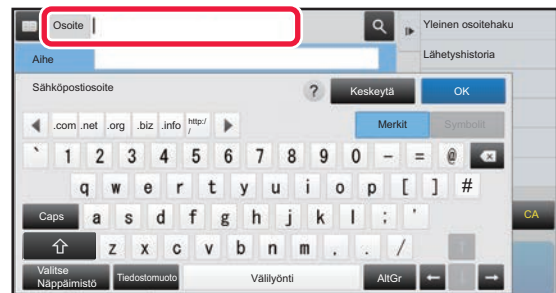 Osoite
Yleinen osoitehaku
Aihe
Lähetyshistoria
Sähköpostiosoite
? Keskeytä OK
.com .net .org .biz .info http:// Merkit Symbolit
` 1 2 3 4 5 6 7 8 9 0 - = @
q w e r t y u i o p [ ] #
Caps a s d f g h j k l ; '
CA
z x c v b n m , . /
Valitse Näppäimistö Tiedostomuoto Välilyönti AltGr